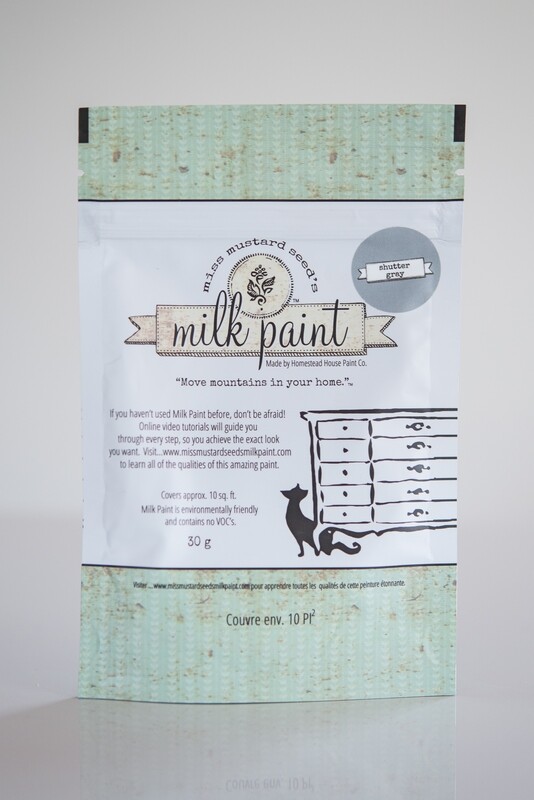 miss mustard seed's
TM
shutter
gray
milk paint
Made by Homestead House Paint Co.
“Move mountains in your home.”TM
If you haven't used Milk Paint before, don't be afraid!
Online video tutorials will guide you
through every step, so you achieve the exact look
you want. Visit...www.missmustardseedsmilkpaint.com
to learn all of the qualities of this amazing paint.
Covers approx. 10 sq. ft.
Milk Paint is environmentally friendly
and contains no VOC's.
30 g
Visiter ... www.missmustardseedsmilkpaint.com pour apprendre toutes les qualités de cette peinture étonnante.
Couvre env. 10 PI²